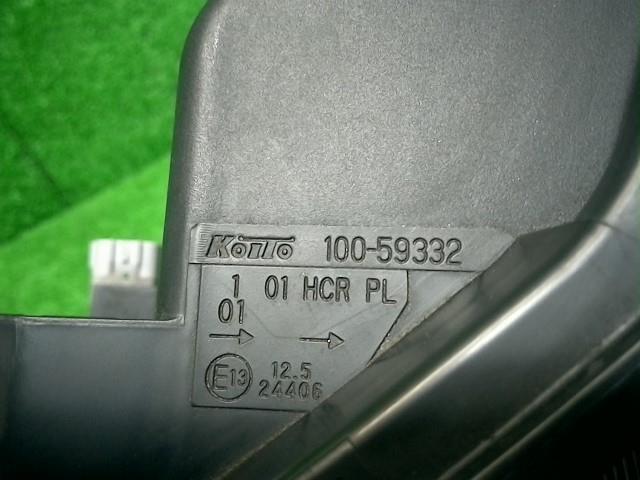 KOITO 100-59332
1 01 HCR PL
01
→ →
E13 12.5
24406